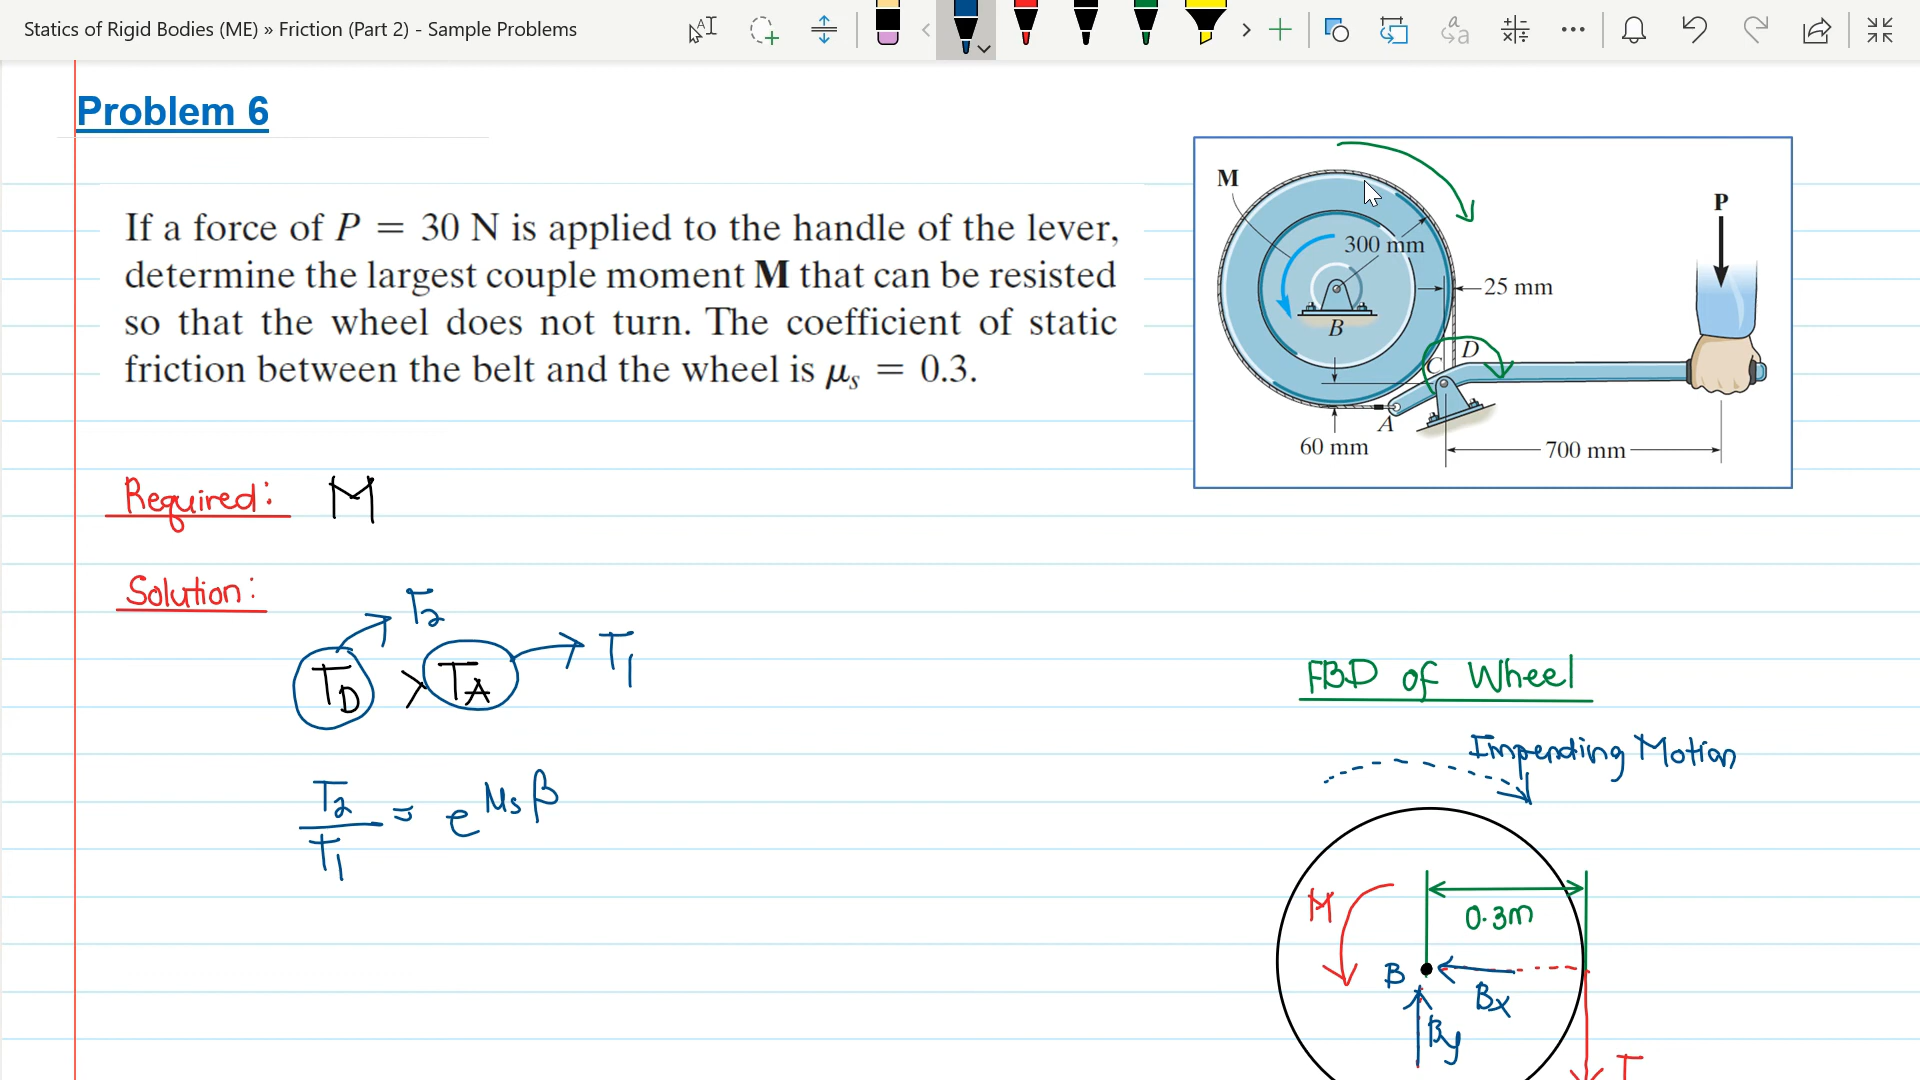 Statics of Rigid Bodies (ME) » Friction (Part 2) - Sample Problems
Problem 6
If a force of P = 30 N is applied to the handle of the lever,
determine the largest couple moment M that can be resisted
so that the wheel does not turn. The coefficient of static
friction between the belt and the wheel is μs = 0.3.
M
P
300 mm
25 mm
B
C
D
A
60 mm
700 mm
Required: M
Solution:
T2
T1
TD > TA
T2/T1 = e^μsβ
FBD of Wheel
Impending Motion
M
0.3m
B
Bx
By
T